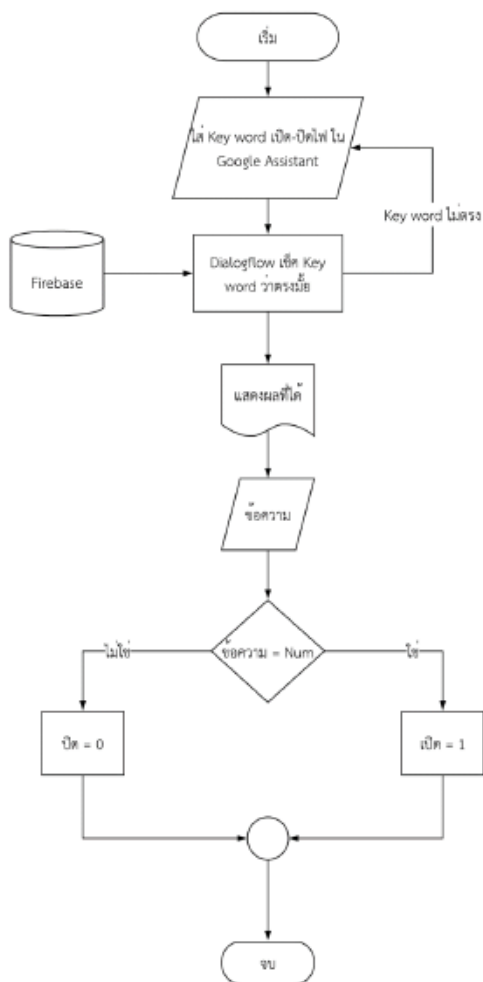 เริ่ม
ใส่ Key word เปิด-ปิดไฟ ใน
Google Assistant
Key word ไม่ตรง
Firebase
Dialogflow เช็ค Key
word ว่าตรงมั้ย
แสดงผลที่ได้
ข้อความ
ข้อความ = Num
ไม่ใช่
ใช่
ปิด = 0
เปิด = 1
จบ